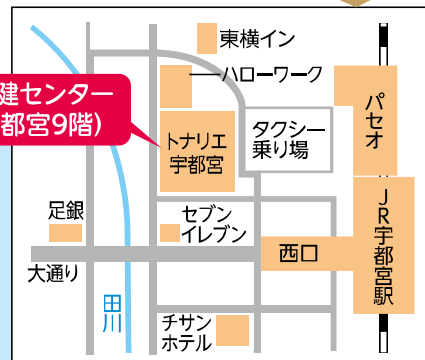 東横イン
ハローワーク
パセオ
建センター
都宮9階)
トナリエ
宇都宮
タクシー
乗り場
足銀
セブン
イレブン
JR宇都宮駅
西口
大通り
田川
チサン
ホテル